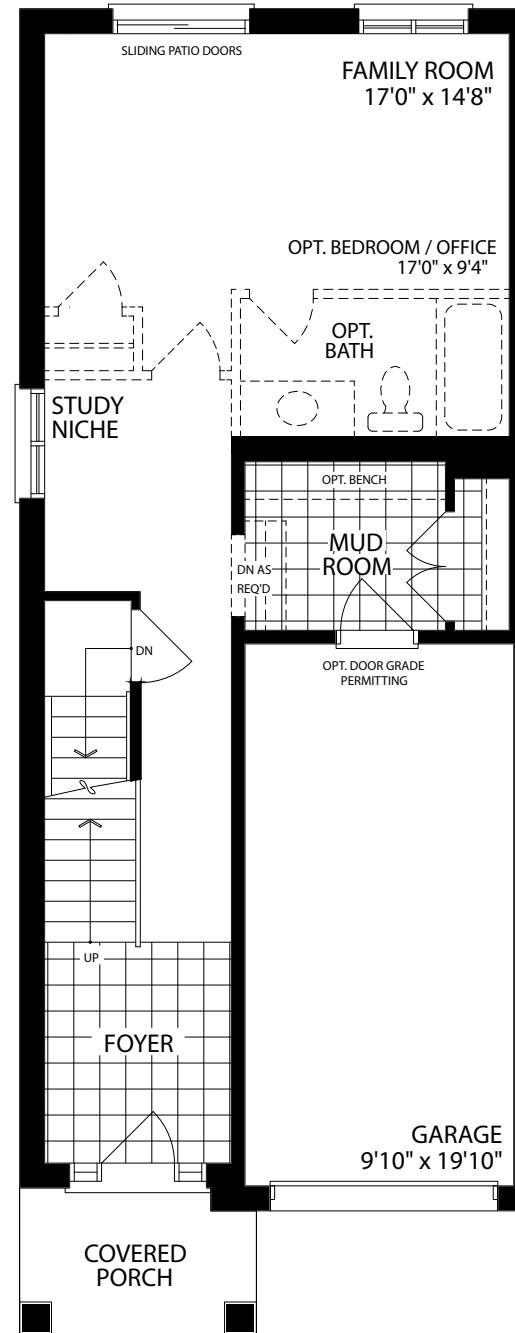 SLIDING PATIO DOORS
FAMILY ROOM
17'0" x 14'8"
OPT. BEDROOM / OFFICE
17'0" x 9'4"
OPT.
BATH
STUDY
NICHE
OPT. BENCH
MUD
ROOM
DN AS
REQ'D
DN
OPT. DOOR GRADE
PERMITTING
UP
FOYER
GARAGE
9'10" x 19'10"
COVERED
PORCH